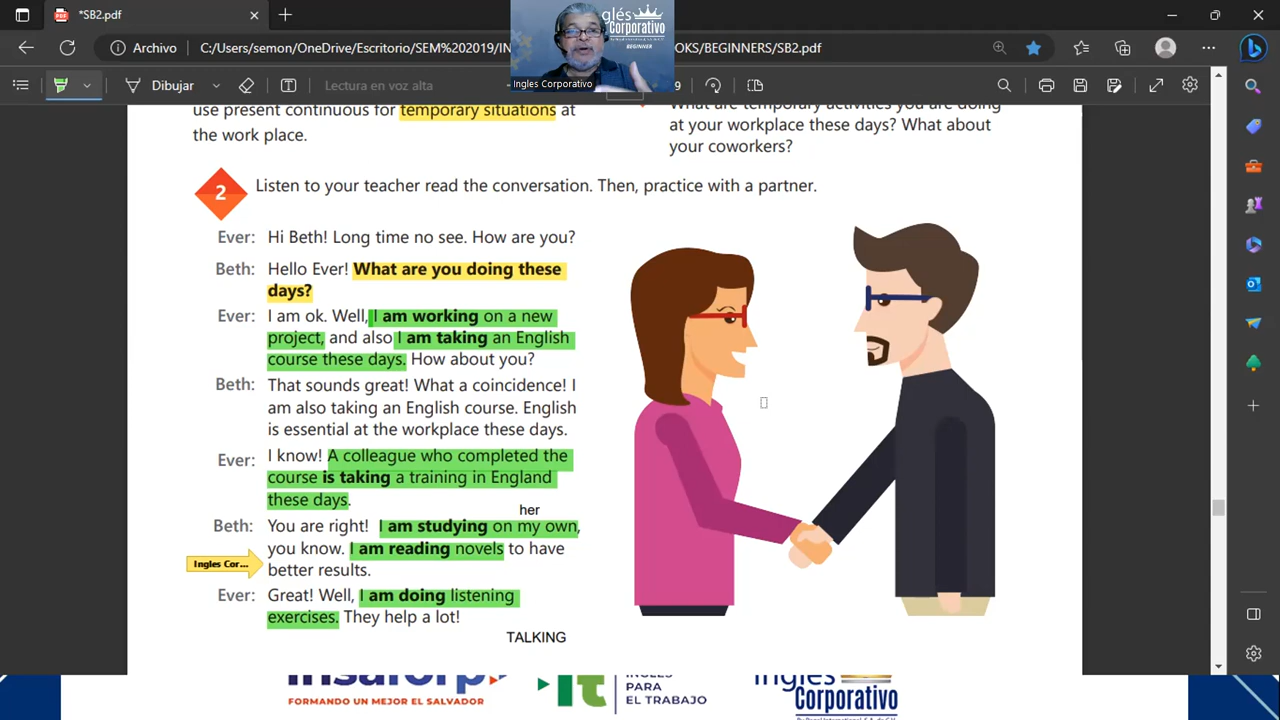 *SB2.pdf
Archivo
C:/Users/semon/OneDrive/Escritorio/SEM%202019/IN
OKS/BEGINNERS/SB2.pdf
glés
Corporativo
BEGINNER
Ingles Corporativo
Dibujar
Lectura en voz alta
9
use present continuous for temporary situations at
the work place.
What are temporary activities you are doing
at your workplace these days? What about
your coworkers?
2
Listen to your teacher read the conversation. Then, practice with a partner.
Ever: Hi Beth! Long time no see. How are you?
Beth: Hello Ever! What are you doing these
days?
Ever: I am ok. Well, I am working on a new
project, and also I am taking an English
course these days. How about you?
Beth: That sounds great! What a coincidence! I
am also taking an English course. English
is essential at the workplace these days.
Ever: I know! A colleague who completed the
course is taking a training in England
these days.
her
Beth: You are right! I am studying on my own,
you know. I am reading novels to have
better results.
Ingles Cor...
Ever: Great! Well, I am doing listening
exercises. They help a lot!
TALKING
insaforp
FORMANDO UN MEJOR EL SALVADOR
it
INGLÉS
PARA
EL TRABAJO
Inglés
Corporativo